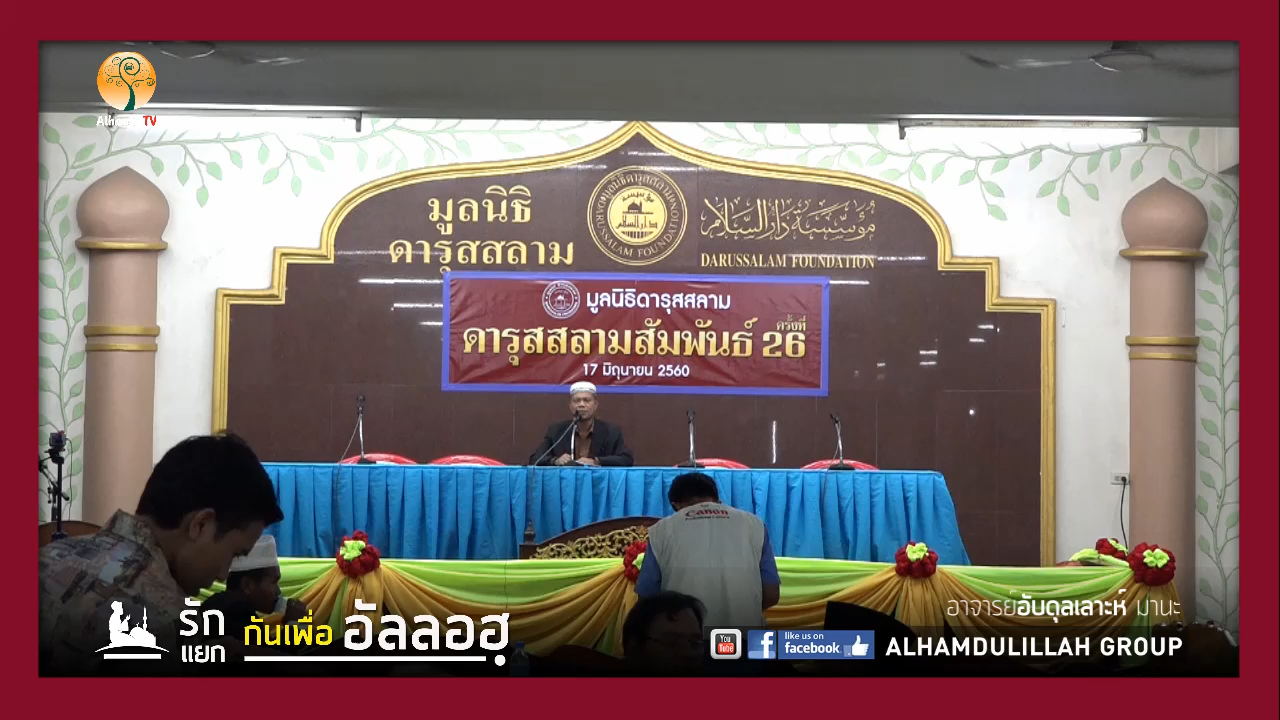 มูลนิธิ
ดารุสสลาม
مؤسسة دار السلام
DARUSSALAM FOUNDATION
มูลนิธิดารุสสลาม
ดารุสสลามสัมพันธ์ ครั้งที่ 26
17 มิถุนายน 2560
Canon
รัก
แยก
กันเพื่อ อัลลอฮฺ
อาจารย์อับดุลเลาะห์ มานะ
You
Tube
like us on
facebook
ALHAMDULILLAH GROUP